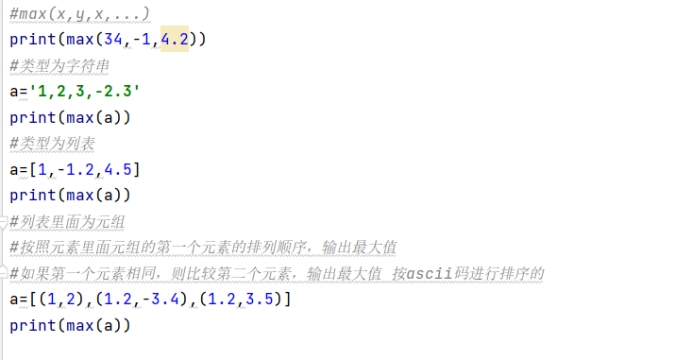 #max(x,y,x,...)
print(max(34,-1,4.2))
#类型为字符串
a='1,2,3,-2.3'
print(max(a))
#类型为列表
a=[1,-1.2,4.5]
print(max(a))
#列表里面为元组
#按照元素里面元组的第一个元素的排列顺序，输出最大值
#如果第一个元素相同，则比较第二个元素，输出最大值 按ascii码进行排序的
a=[(1,2),(1.2,-3.4),(1.2,3.5)]
print(max(a))